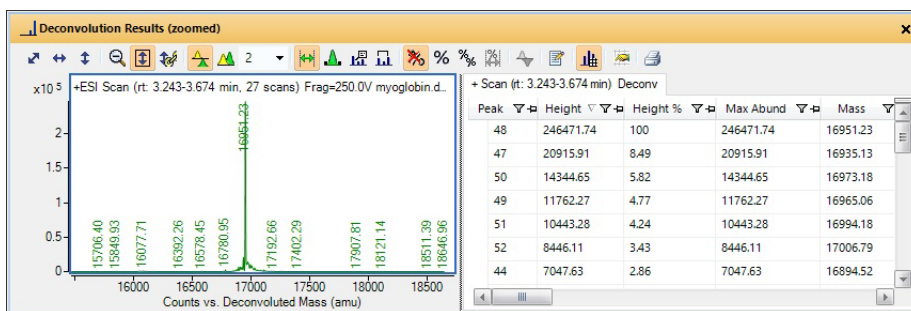 Deconvolution Results (zoomed)
2
x10 5
+ESI Scan (rt: 3.243-3.674 min, 27 scans) Frag=250.0V myoglobin.d...
2-
1.5-
1-
0.5-
0-
15706.40
15849.93
16077.71
16392.26
16578.45
16780.95
16951.23
17192.66
17402.29
17907.81
18121.14
18511.39
18646.96
16000 16500 17000 17500 18000 18500
Counts vs. Deconvoluted Mass (amu)
+ Scan (rt: 3.243-3.674 min) Deconv
Peak Height Height % Max Abund Mass
48 246471.74 100 246471.74 16951.23
47 20915.91 8.49 20915.91 16935.13
50 14344.65 5.82 14344.65 16973.18
49 11762.27 4.77 11762.27 16965.06
51 10443.28 4.24 10443.28 16994.18
52 8446.11 3.43 8446.11 17006.79
44 7047.63 2.86 7047.63 16894.52